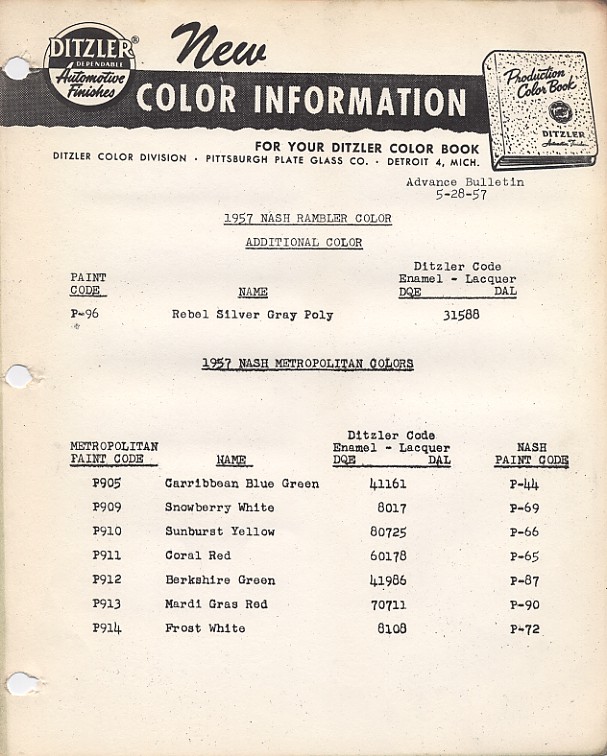 DITZLER®
DEPENDABLE
Automotive
Finishes
New
COLOR INFORMATION
Production
Color Book
DITZLER
FOR YOUR DITZLER COLOR BOOK
DITZLER COLOR DIVISION • PITTSBURGH PLATE GLASS CO. • DETROIT 4, MICH.
Advance Bulletin
5-28-57
1957 NASH RAMBLER COLOR
ADDITIONAL COLOR
Ditzler Code
PAINT Enamel - Lacquer
CODE NAME DQE DAL
P-96 Rebel Silver Gray Poly 31588
1957 NASH METROPOLITAN COLORS
Ditzler Code
METROPOLITAN Enamel - Lacquer NASH
PAINT CODE NAME DQE DAL PAINT CODE
P905 Carribbean Blue Green 41161 P-44
P909 Snowberry White 8017 P-69
P910 Sunburst Yellow 80725 P-66
P911 Coral Red 60178 P-65
P912 Berkshire Green 41986 P-87
P913 Mardi Gras Red 70711 P-90
P914 Frost White 8108 P-72